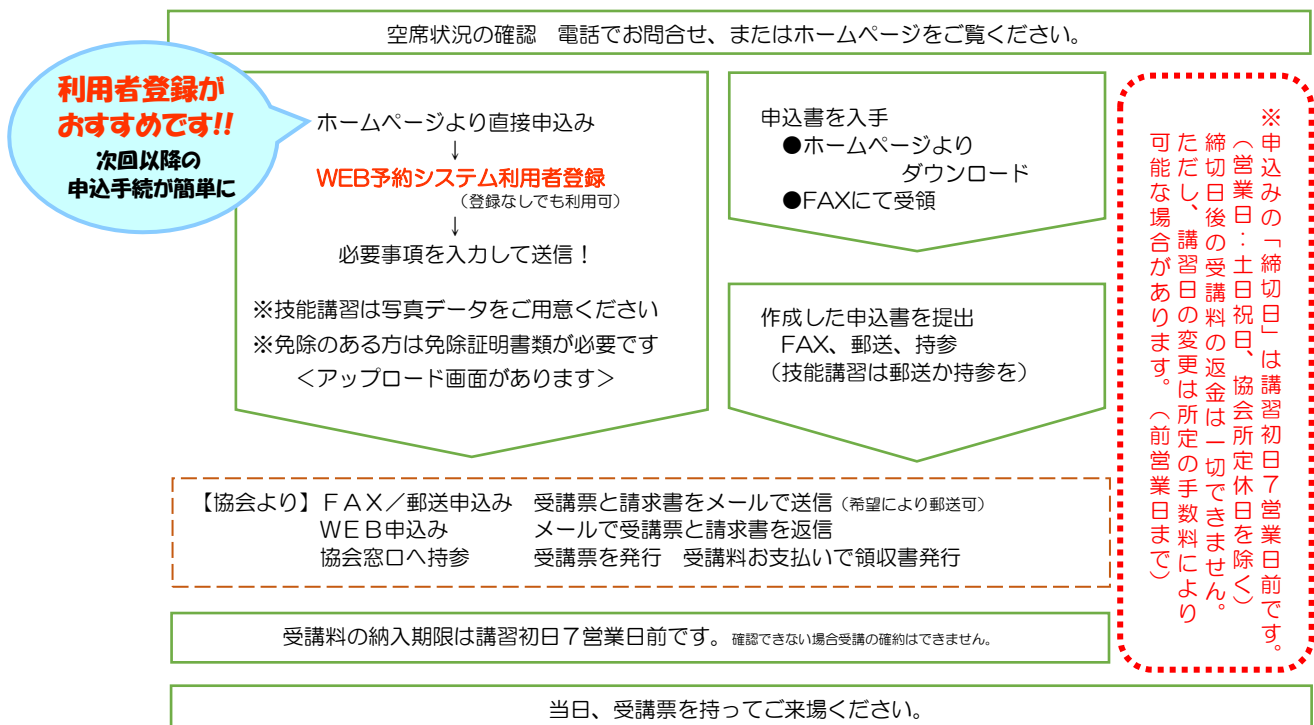 空席状況の確認　電話でお問合せ、またはホームページをご覧ください。
利用者登録が
おすすめです!!
次回以降の
申込手続が簡単に
ホームページより直接申込み
↓
WEB予約システム利用者登録
（登録なしでも利用可）
↓
必要事項を入力して送信！
※技能講習は写真データをご用意ください
※免除のある方は免除証明書類が必要です
＜アップロード画面があります＞
申込書を入手
●ホームページより
ダウンロード
●FAXにて受領
作成した申込書を提出
FAX、郵送、持参
（技能講習は郵送か持参を）
※申込みの「締切日」は講習初日７営業日前です。
（営業日：土日祝日、協会所定休日を除く）
締切日後の受講料の返金は一切できません。
ただし、講習日の変更は所定の手数料により
可能な場合があります。（前営業日まで）
【協会より】ＦＡＸ／郵送申込み　受講票と請求書をメールで送信（希望により郵送可）
ＷＥＢ申込み　メールで受講票と請求書を返信
協会窓口へ持参　受講票を発行　受講料お支払いで領収書発行
受講料の納入期限は講習初日７営業日前です。確認できない場合受講の確約はできません。
当日、受講票を持ってご来場ください。